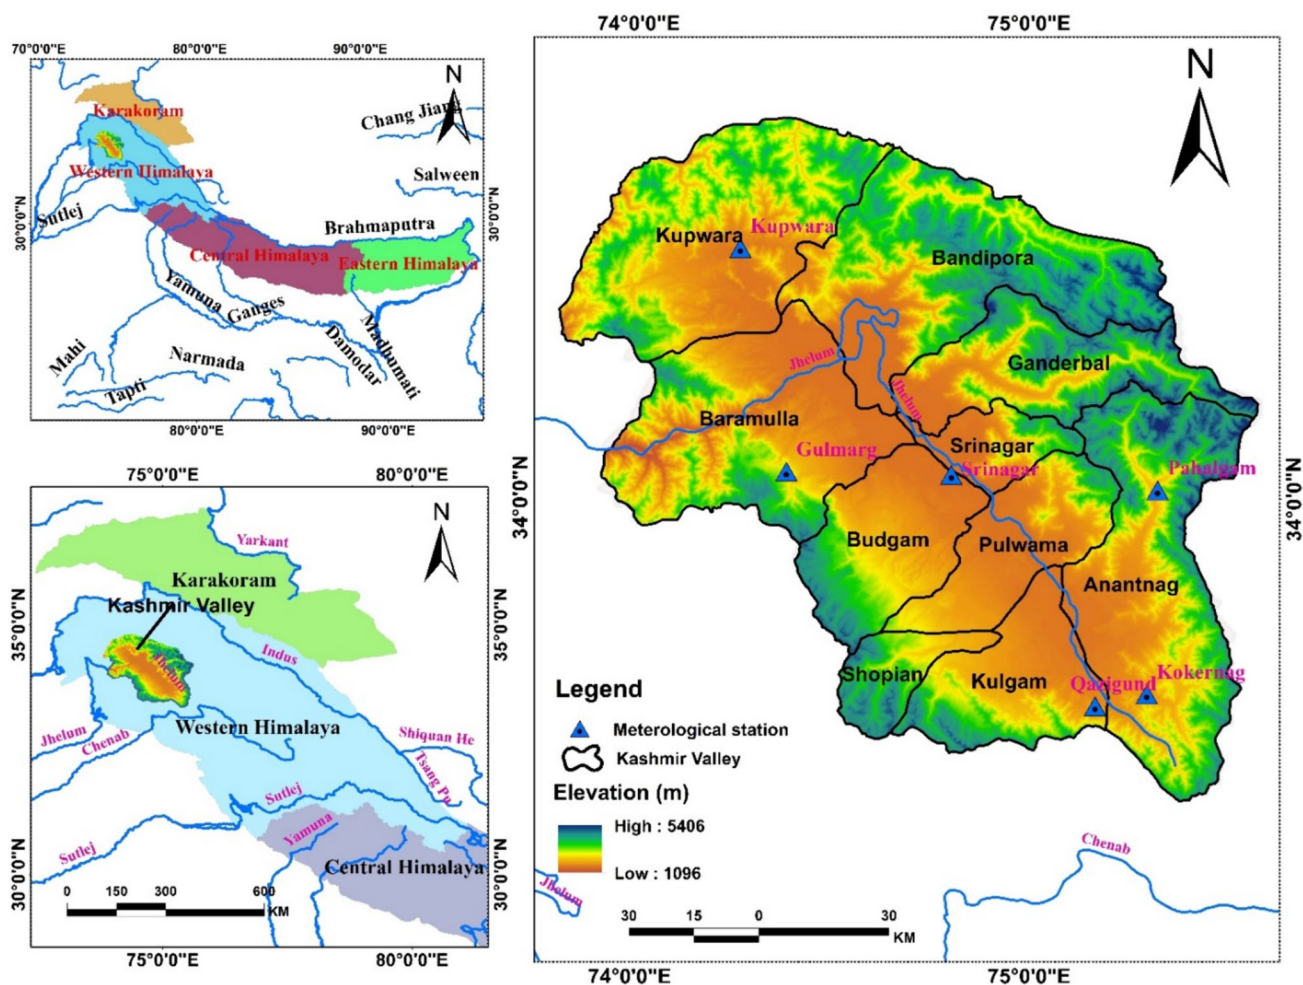 70°0'0"E 80°0'0"E 90°0'0"E
N
Karakoram
Chang Jiang
Western Himalaya
Salween
Sutlej
30°0'0"N
30°0'0"N
Brahmaputra
Central Himalaya
Eastern Himalaya
Yamuna
Ganges
Mahi
Narmada
Damodar
Madhumati
Tapti
80°0'0"E 90°0'0"E
75°0'0"E 80°0'0"E
N
Yarkant
Karakoram
Kashmir Valley
35°0'0"N
35°0'0"N
Indus
Jhelum
Western Himalaya
Jhelum
Chenab
Shiquan He
Tsang Pu
Sutlej
Yamuna
Sutlej
Central Himalaya
30°0'0"N
30°0'0"N
0 150 300 600
KM
75°0'0"E 80°0'0"E
74°0'0"E 75°0'0"E
N
Kupwara
Kupwara
Bandipora
Jhelum
Ganderbal
Jhelum
Baramulla
Srinagar
Gulmarg
Srinagar
Pahalgam
34°0'0"N
34°0'0"N
Budgam
Pulwama
Anantnag
Shopian
Kulgam
Qazigund
Kokernag
Legend
Meterological station
Kashmir Valley
Elevation (m)
High : 5406
Low : 1096
Chenab
Jhelum
30 15 0 30
KM
74°0'0"E 75°0'0"E